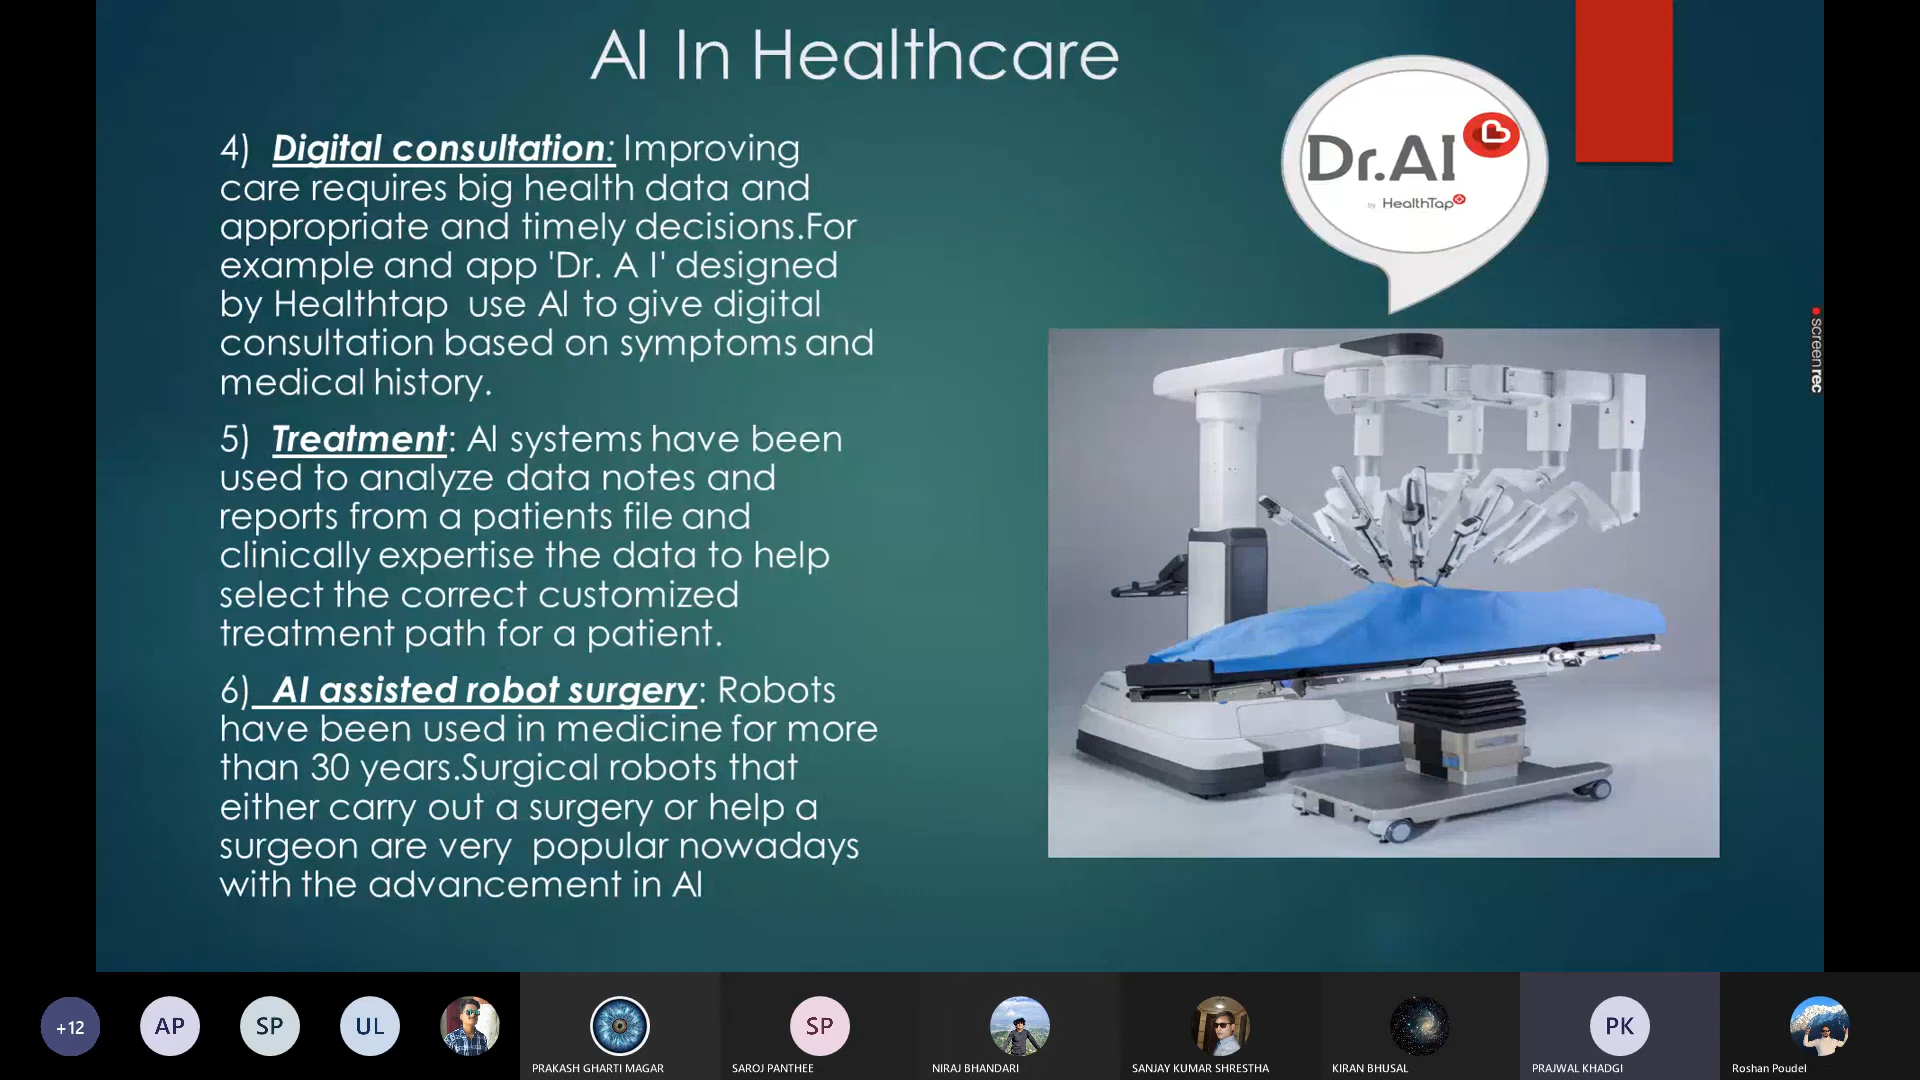 AI In Healthcare
4) Digital consultation: Improving
care requires big health data and
appropriate and timely decisions.For
example and app 'Dr. A I' designed
by Healthtap use AI to give digital
consultation based on symptoms and
medical history.
5) Treatment: AI systems have been
used to analyze data notes and
reports from a patients file and
clinically expertise the data to help
select the correct customized
treatment path for a patient.
6) AI assisted robot surgery: Robots
have been used in medicine for more
than 30 years.Surgical robots that
either carry out a surgery or help a
surgeon are very popular nowadays
with the advancement in AI
Dr.AI
by HealthTap
1 2 3 4
screenrec
+12
AP
SP
UL
PRAKASH GHARTI MAGAR
SP
SAROJ PANTHEE
NIRAJ BHANDARI
SANJAY KUMAR SHRESTHA
KIRAN BHUSAL
PK
PRAJWAL KHADGI
Roshan Poudel